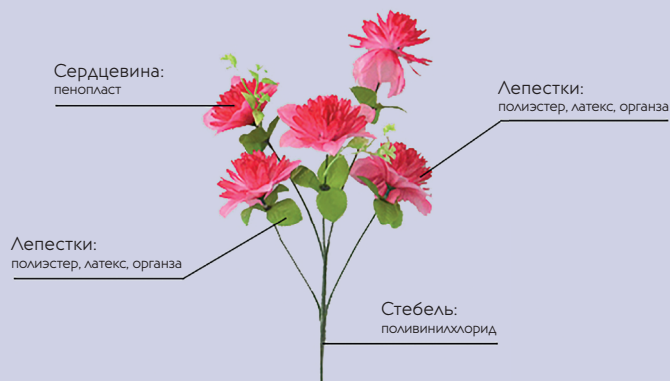 Сердцевина:
пенопласт
Лепестки:
полиэстер, латекс, органза
Лепестки:
полиэстер, латекс, органза
Стебель:
поливинилхлорид